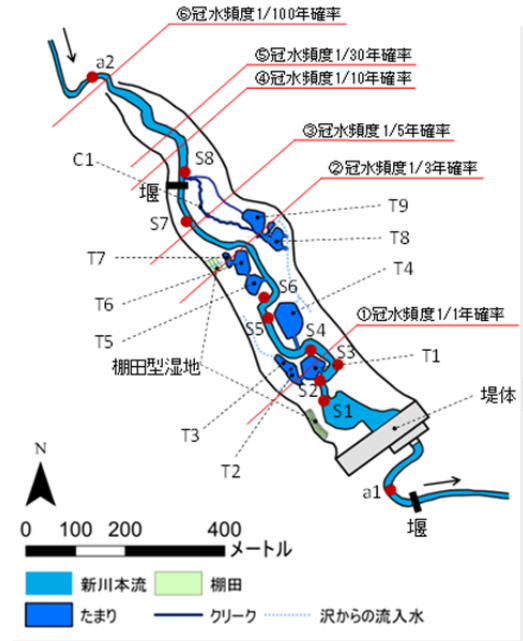 ⑥冠水頻度1/100年確率
a2
⑤冠水頻度1/30年確率
④冠水頻度1/10年確率
③冠水頻度1/5年確率
C1
S8
②冠水頻度1/3年確率
堰
T9
S7
T8
T7
T4
T6
S6
①冠水頻度1/1年確率
T5
S5
S4
S3
T1
棚田型湿地
S2
S1
堤体
T3
T2
N
a1
堰
0 100 200 400
メートル
新川本流 棚田
たまり クリーク 沢からの流入水